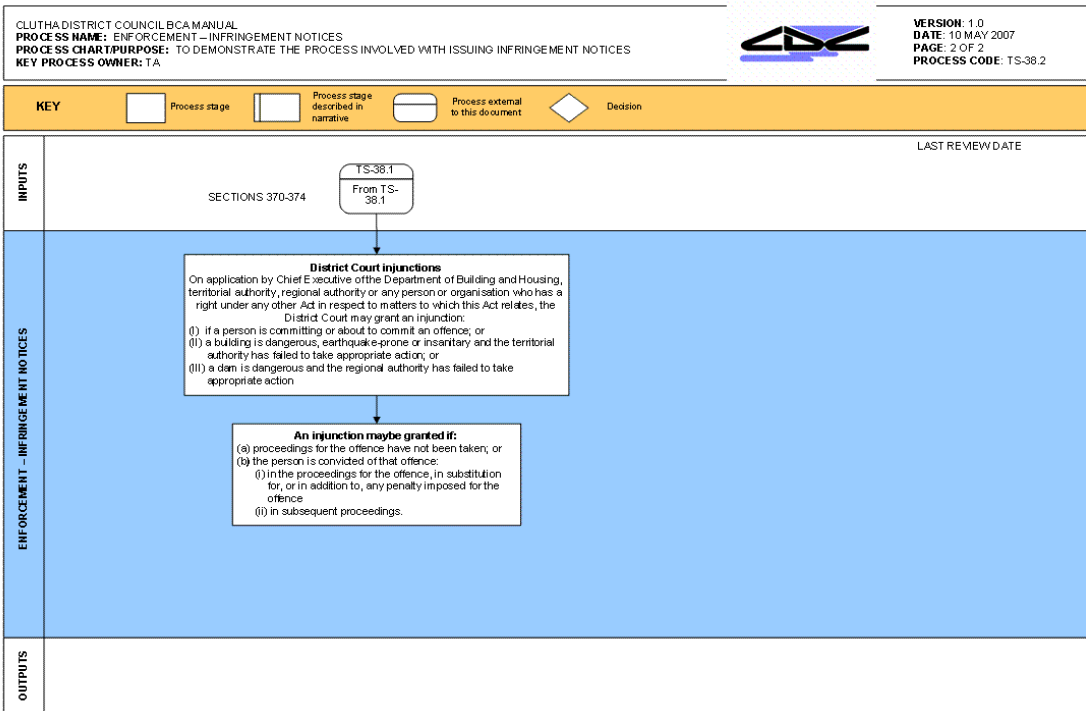 CLUTHA DISTRICT COUNCIL BCA MANUAL
PROCESS NAME: ENFORCEMENT – INFRINGEMENT NOTICES
PROCESS CHART/PURPOSE: TO DEMONSTRATE THE PROCESS INVOLVED WITH ISSUING INFRINGEMENT NOTICES
KEY PROCESS OWNER: TA
CDC
VERSION: 1.0
DATE: 10 MAY 2007
PAGE: 2 OF 2
PROCESS CODE: TS-38.2
KEY
Process stage
Process stage
described in
narrative
Process external
to this document
Decision
LAST REVIEW DATE
INPUTS
SECTIONS 370-374
TS-38.1
From TS-
38.1
ENFORCEMENT – INFRINGEMENT NOTICES
District Court injunctions
On application by Chief Executive of the Department of Building and Housing,
territorial authority, regional authority or any person or organisation who has a
right under any other Act in respect to matters to which this Act relates, the
District Court may grant an injunction:
(I) if a person is committing or about to commit an offence; or
(II) a building is dangerous, earthquake-prone or insanitary and the territorial
authority has failed to take appropriate action; or
(III) a dam is dangerous and the regional authority has failed to take
appropriate action
An injunction maybe granted if:
(a) proceedings for the offence have not been taken; or
(b) the person is convicted of that offence:
(i) in the proceedings for the offence, in substitution
for, or in addition to, any penalty imposed for the
offence
(ii) in subsequent proceedings.
OUTPUTS